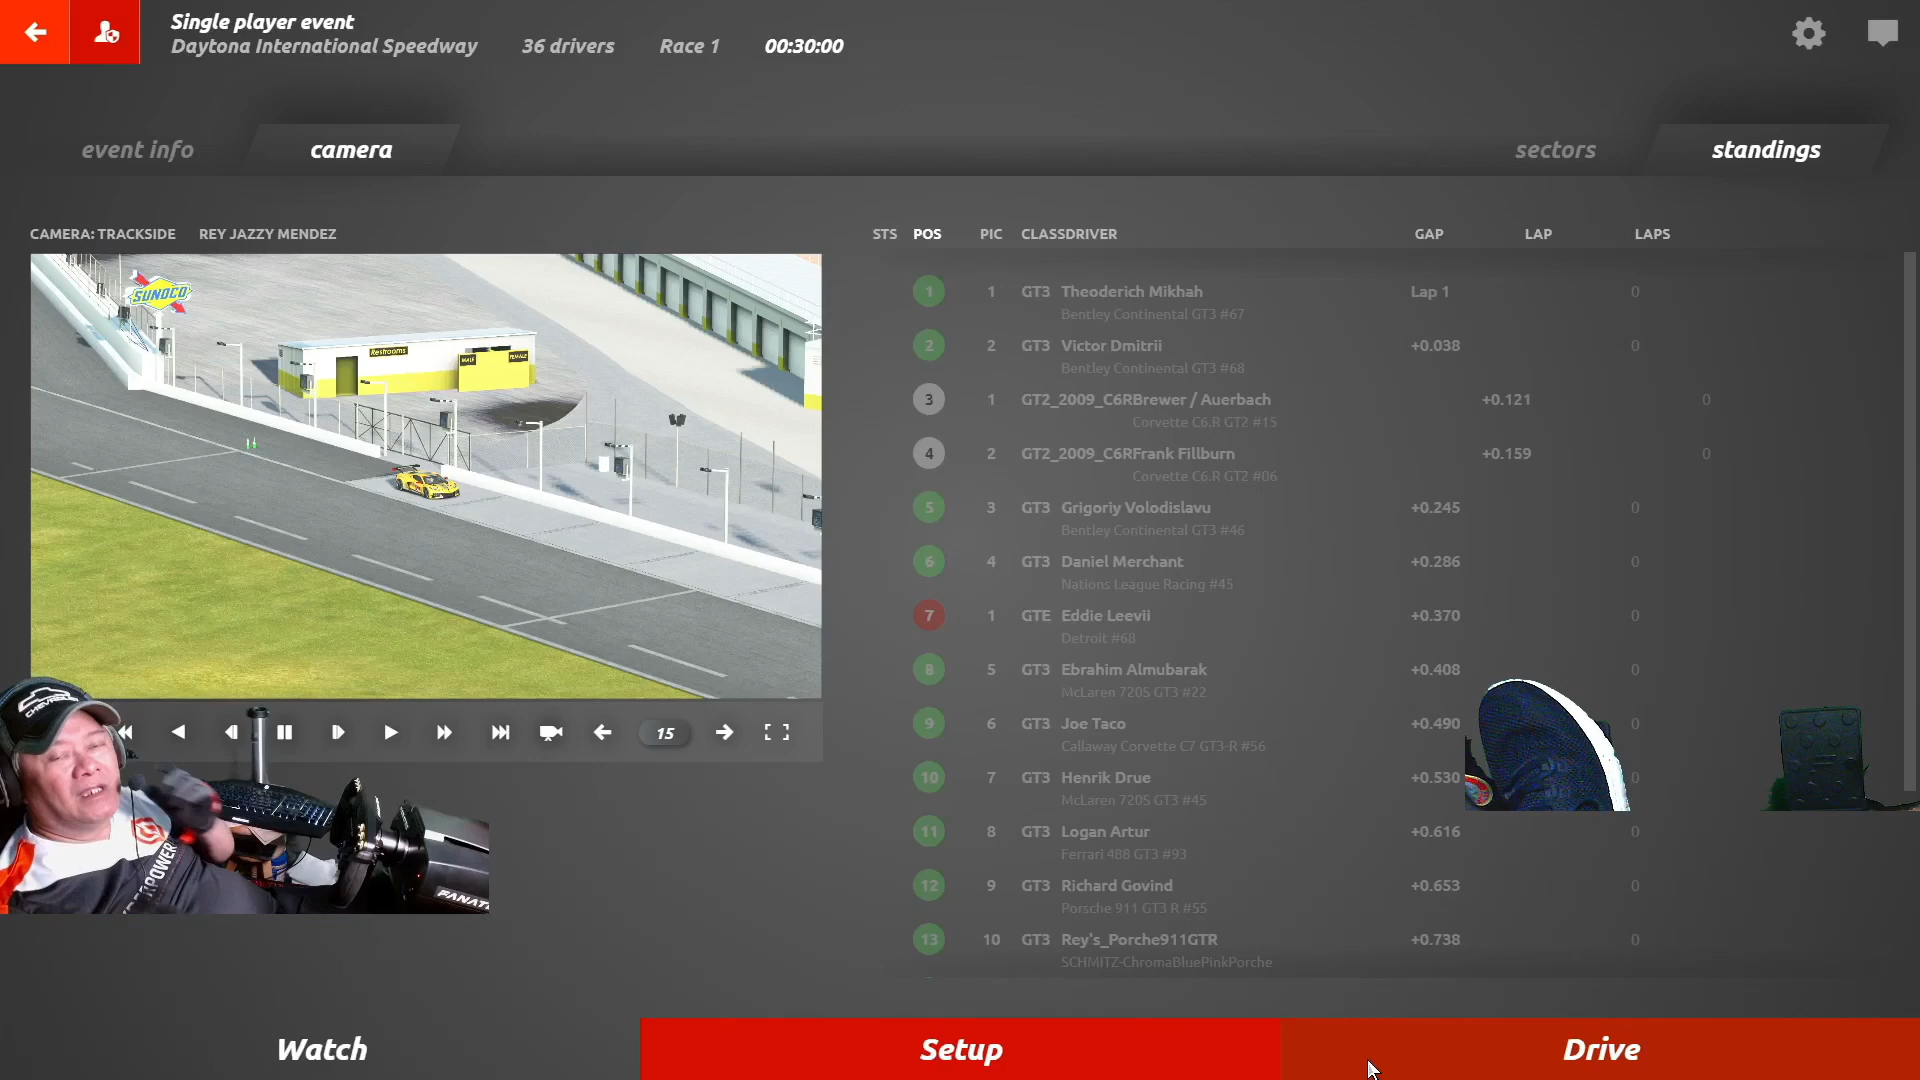 Single player event
Daytona International Speedway 36 drivers Race 1 00:30:00
event info camera sectors standings
CAMERA: TRACKSIDE REY JAZZY MENDEZ
STS POS PIC CLASSDRIVER GAP LAP LAPS
SUNOCO
Restrooms
MALE FEMALE
1 1 GT3 Theoderich Mikhah Lap 1 0
Bentley Continental GT3 #67
2 2 GT3 Victor Dmitrii +0.038 0
Bentley Continental GT3 #68
3 1 GT2_2009_C6RBrewer / Auerbach +0.121 0
Corvette C6.R GT2 #15
4 2 GT2_2009_C6RFrank Fillburn +0.159 0
Corvette C6.R GT2 #06
5 3 GT3 Grigoriy Volodislavu +0.245 0
Bentley Continental GT3 #46
6 4 GT3 Daniel Merchant +0.286 0
Nations League Racing #45
7 1 GTE Eddie Leevii +0.370 0
Detroit #68
8 5 GT3 Ebrahim Almubarak +0.408 0
McLaren 720S GT3 #22
9 6 GT3 Joe Taco +0.490 0
Callaway Corvette C7 GT3-R #56
10 7 GT3 Henrik Drue +0.530 0
McLaren 720S GT3 #45
11 8 GT3 Logan Artur +0.616 0
Ferrari 488 GT3 #93
12 9 GT3 Richard Govind +0.653 0
Porsche 911 GT3 R #55
13 10 GT3 Rey's_Porche911GTR +0.738 0
SCHMITZ-ChromaBluePinkPorche
15
CHEVROLET
FANAT
Watch Setup Drive